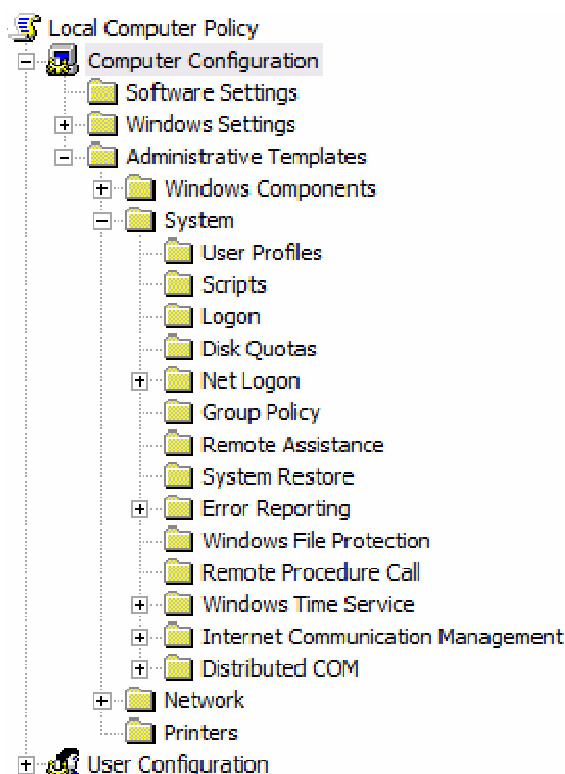 Local Computer Policy
Computer Configuration
Software Settings
Windows Settings
Administrative Templates
Windows Components
System
User Profiles
Scripts
Logon
Disk Quotas
Net Logon
Group Policy
Remote Assistance
System Restore
Error Reporting
Windows File Protection
Remote Procedure Call
Windows Time Service
Internet Communication Management
Distributed COM
Network
Printers
User Configuration